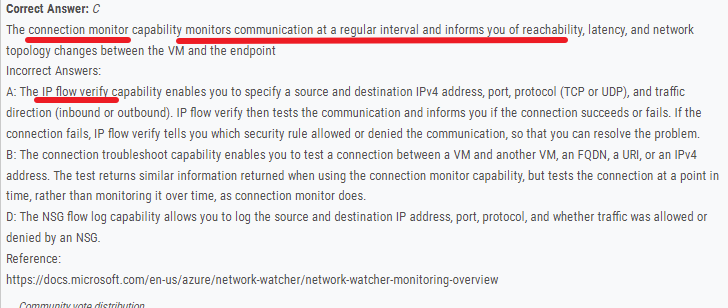 Correct Answer: C
The connection monitor capability monitors communication at a regular interval and informs you of reachability, latency, and network
topology changes between the VM and the endpoint
Incorrect Answers:
A: The IP flow verify capability enables you to specify a source and destination IPv4 address, port, protocol (TCP or UDP), and traffic
direction (inbound or outbound). IP flow verify then tests the communication and informs you if the connection succeeds or fails. If the
connection fails, IP flow verify tells you which security rule allowed or denied the communication, so that you can resolve the problem.
B: The connection troubleshoot capability enables you to test a connection between a VM and another VM, an FQDN, a URI, or an IPv4
address. The test returns similar information returned when using the connection monitor capability, but tests the connection at a point in
time, rather than monitoring it over time, as connection monitor does.
D: The NSG flow log capability allows you to log the source and destination IP address, port, protocol, and whether traffic was allowed or
denied by an NSG.
Reference:
https://docs.microsoft.com/en-us/azure/network-watcher/network-watcher-monitoring-overview
Community vote distribution